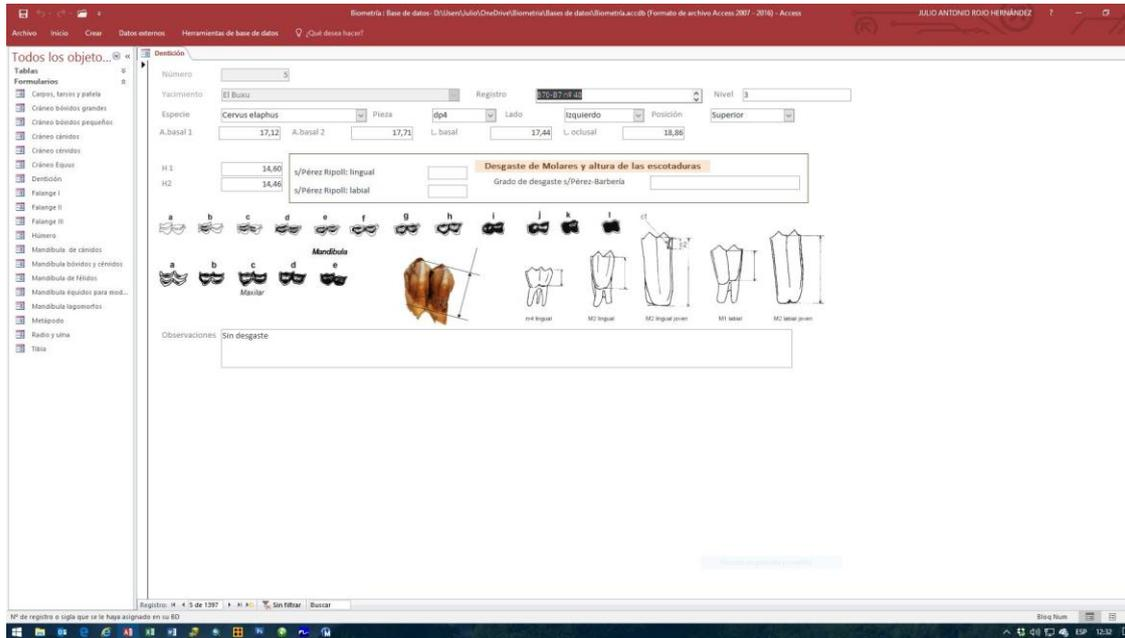 Biometría : Base de datos- D:\Users\Julio\OneDrive\Biometria\Bases de datos\Biometría.accdb (Formato de archivo Access 2007 - 2016) - Access
JULIO ANTONIO ROJO HERNÁNDEZ ?
Archivo Inicio Crear Datos externos Herramientas de base de datos ¿Qué desea hacer?
Todos los objeto... «
Tablas
Formularios
Carpos, tarsos y patela
Cráneo bóvidos grandes
Cráneo bóvidos pequeños
Cráneo cánidos
Cráneo cérvidos
Cráneo Equus
Dentición
Falange I
Falange II
Falange III
Húmero
Mandíbula de cánidos
Mandíbula bóvidos y cérvidos
Mandíbula de félidos
Mandíbula équidos para mod...
Mandíbula lagomorfos
Metápodo
Radio y ulna
Tibia
Dentición
Número 5
Yacimiento El Buxu Registro B70-B7 nº 48 Nivel 3
Especie Cervus elaphus Pieza dp4 Lado Izquierdo Posición Superior
A.basal 1 17,12 A.basal 2 17,71 L. basal 17,44 L. oclusal 18,86
Desgaste de Molares y altura de las escotaduras
H 1 14,60 s/Pérez Ripoll: lingual Grado de desgaste s/Pérez-Barbería
H2 14,46 s/Pérez Ripoll: labial
a b c d e f g h i j k l cf
Mandíbula
a b c d e
Maxilar
m4 lingual M2 lingual M2 lingual joven M1 labial M2 labial joven
Observaciones Sin desgaste
Registro: 5 de 1397 Sin filtrar Buscar
Nº de registro o sigla que se le haya asignado en su BD
Bloq Num
ESP 12:32